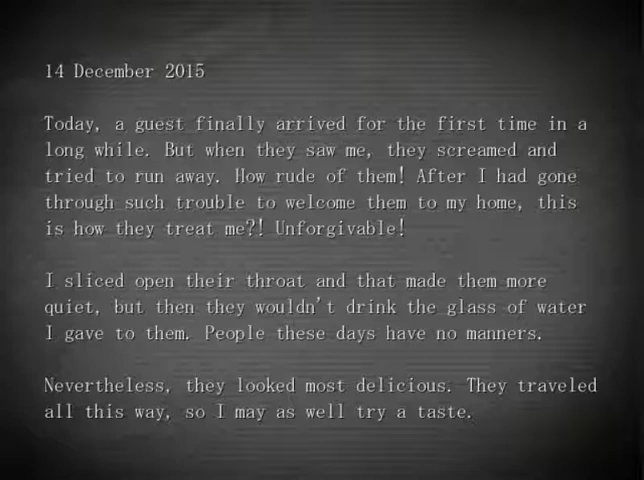 14 December 2015
Today, a guest finally arrived for the first time in a
long while. But when they saw me, they screamed and
tried to run away. How rude of them! After I had gone
through such trouble to welcome them to my home, this
is how they treat me?! Unforgivable!
I sliced open their throat and that made them more
quiet, but then they wouldn't drink the glass of water
I gave to them. People these days have no manners.
Nevertheless, they looked most delicious. They traveled
all this way, so I may as well try a taste.